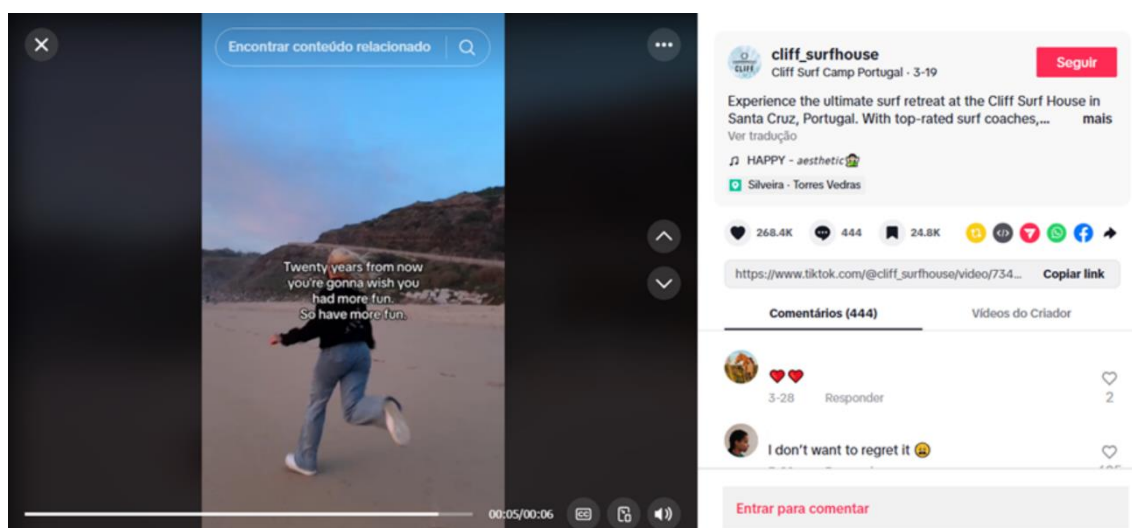 Encontrar conteúdo relacionado
Twenty years from now
you're gonna wish you
had more fun.
So have more fun.
00:05/00:06
CC
CLIFF
cliff_surfhouse
Cliff Surf Camp Portugal · 3-19
Seguir
Experience the ultimate surf retreat at the Cliff Surf House in
Santa Cruz, Portugal. With top-rated surf coaches,... mais
Ver tradução
HAPPY - aesthetic
Silveira · Torres Vedras
268.4K 444 24.8K
https://www.tiktok.com/@cliff_surfhouse/video/734... Copiar link
Comentários (444) Vídeos do Criador
3-28 Responder 2
I don't want to regret it
Entrar para comentar